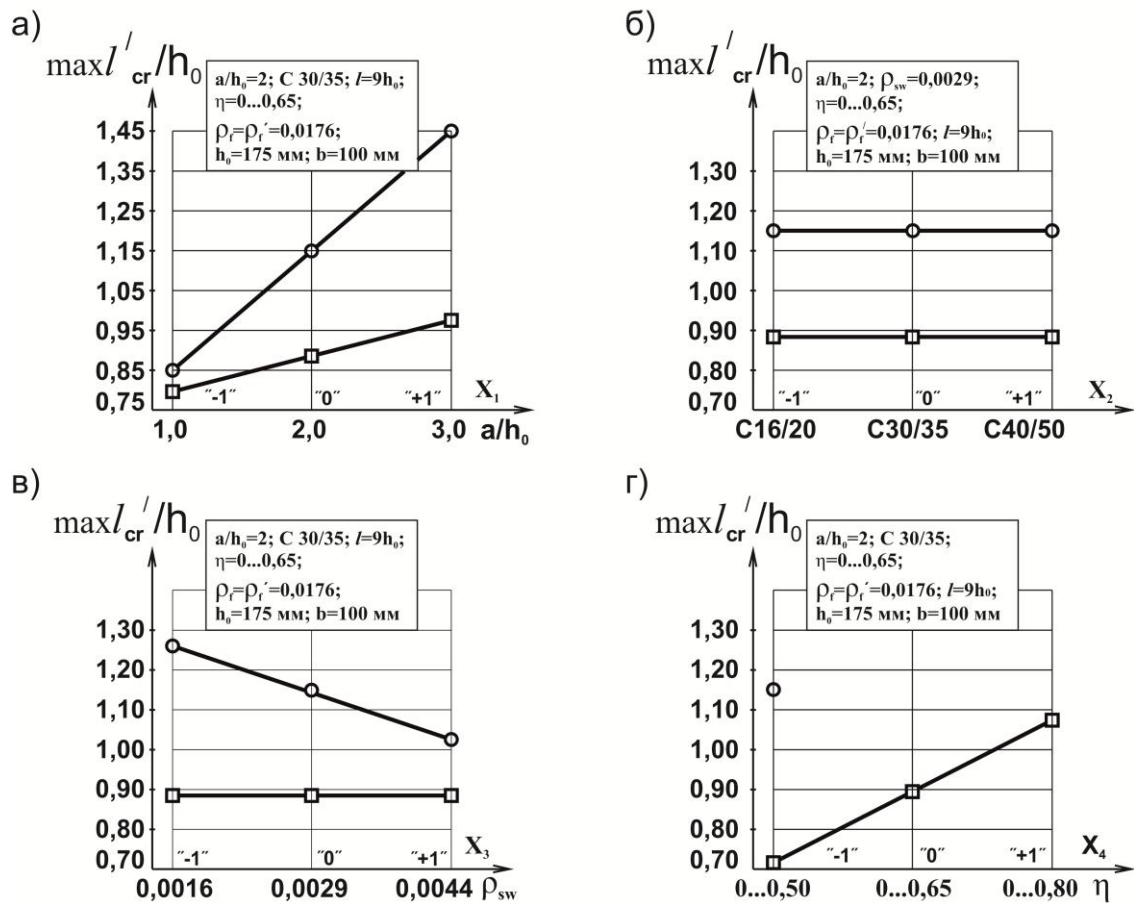 а)
max l′cr/h₀
a/h₀=2; C 30/35; l=9h₀;
η=0...0,65;
ρf=ρf′=0,0176;
h₀=175 мм; b=100 мм
1,45
1,35
1,25
1,15
1,05
0,95
0,85
0,75
"-1" "0" "+1" X₁
1,0 2,0 3,0 a/h₀
б)
max l′cr/h₀
a/h₀=2; ρsw=0,0029;
η=0...0,65;
ρf=ρf′=0,0176; l=9h₀;
h₀=175 мм; b=100 мм
1,30
1,20
1,10
1,00
0,90
0,80
0,70
"-1" "0" "+1" X₂
C16/20 C30/35 C40/50
в)
max l′cr/h₀
a/h₀=2; C 30/35; l=9h₀;
η=0...0,65;
ρf=ρf′=0,0176;
h₀=175 мм; b=100 мм
1,30
1,20
1,10
1,00
0,90
0,80
0,70
"-1" "0" "+1" X₃
0,0016 0,0029 0,0044 ρsw
г)
max l′cr/h₀
a/h₀=2; C 30/35;
η=0...0,65;
ρf=ρf′=0,0176; l=9h₀;
h₀=175 мм; b=100 мм
1,30
1,20
1,10
1,00
0,90
0,80
0,70
"-1" "0" "+1" X₄
0...0,50 0...0,65 0...0,80 η